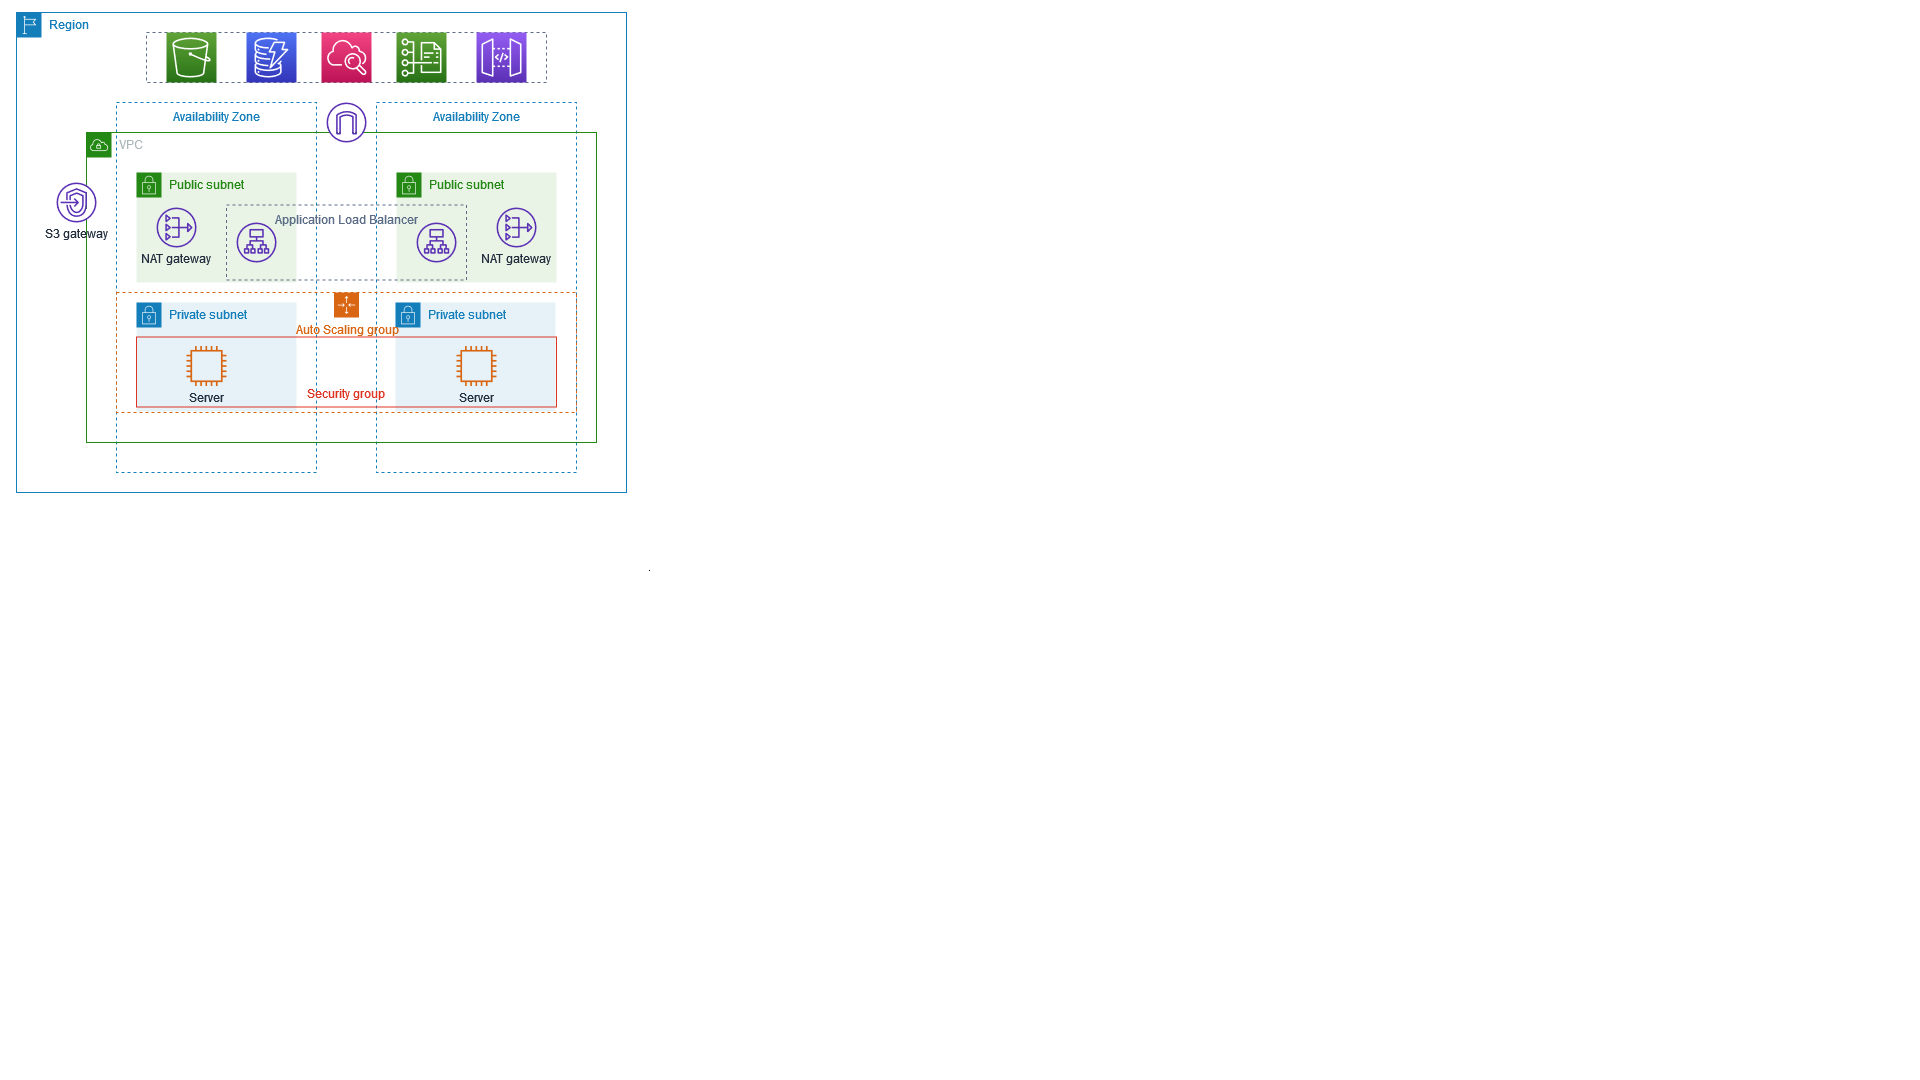 Region
Availability Zone
Availability Zone
VPC
Public subnet
Public subnet
Application Load Balancer
S3 gateway
NAT gateway
NAT gateway
Private subnet
Private subnet
Auto Scaling group
Security group
Server
Server